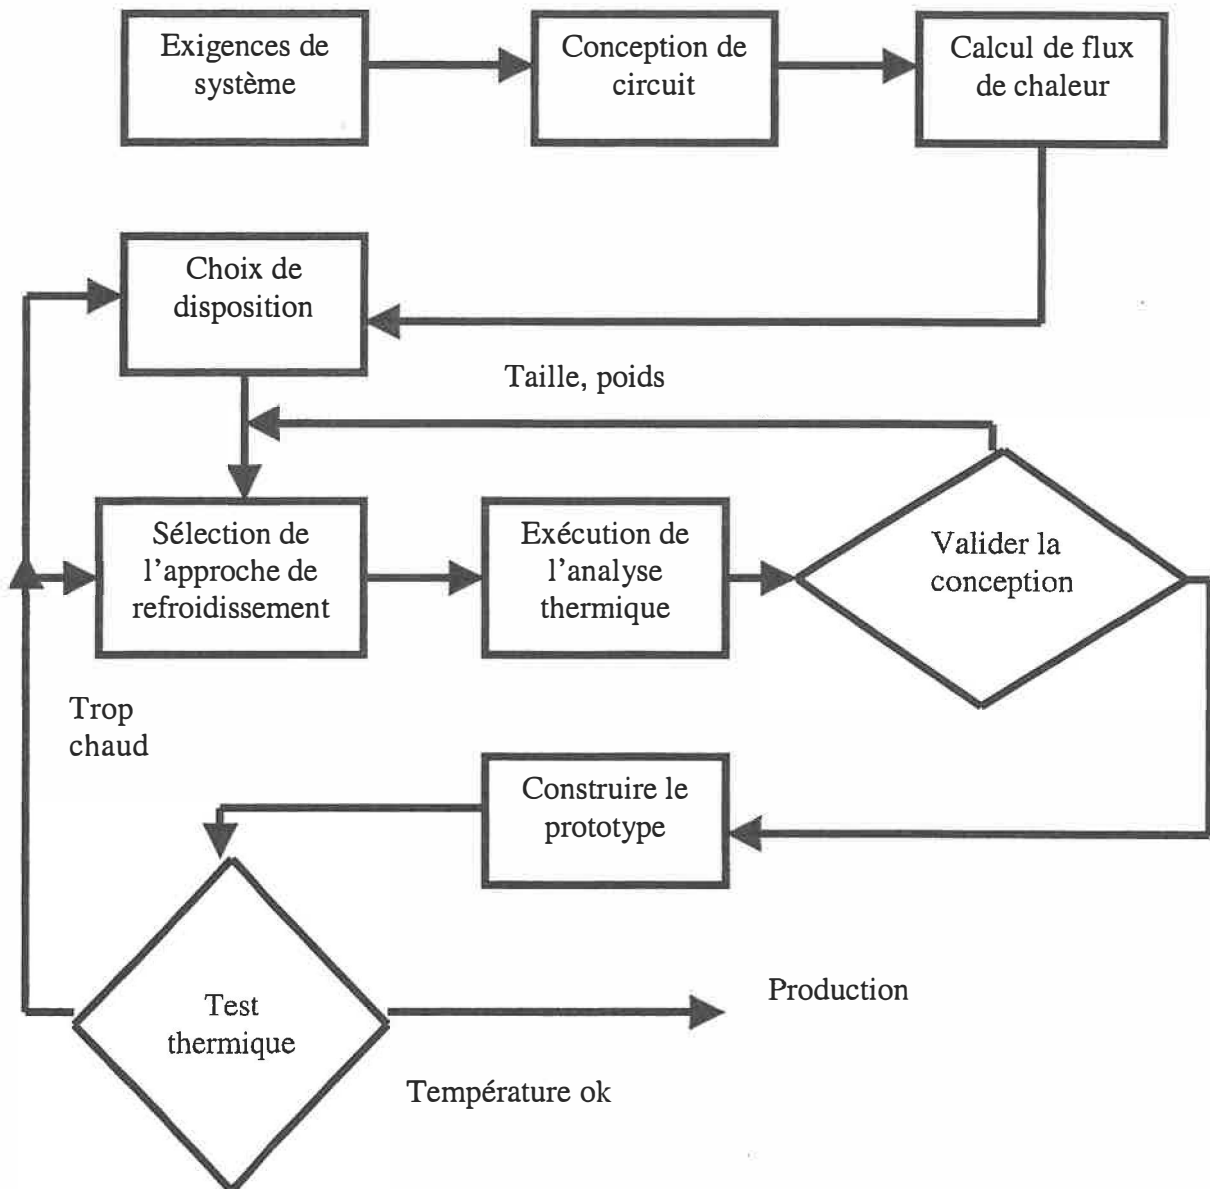 Exigences de
système
Conception de
circuit
Calcul de flux
de chaleur
Choix de
disposition
Taille, poids
Sélection de
l’approche de
refroidissement
Exécution de
l’analyse
thermique
Valider la
conception
Trop
chaud
Construire le
prototype
Test
thermique
Production
Température ok